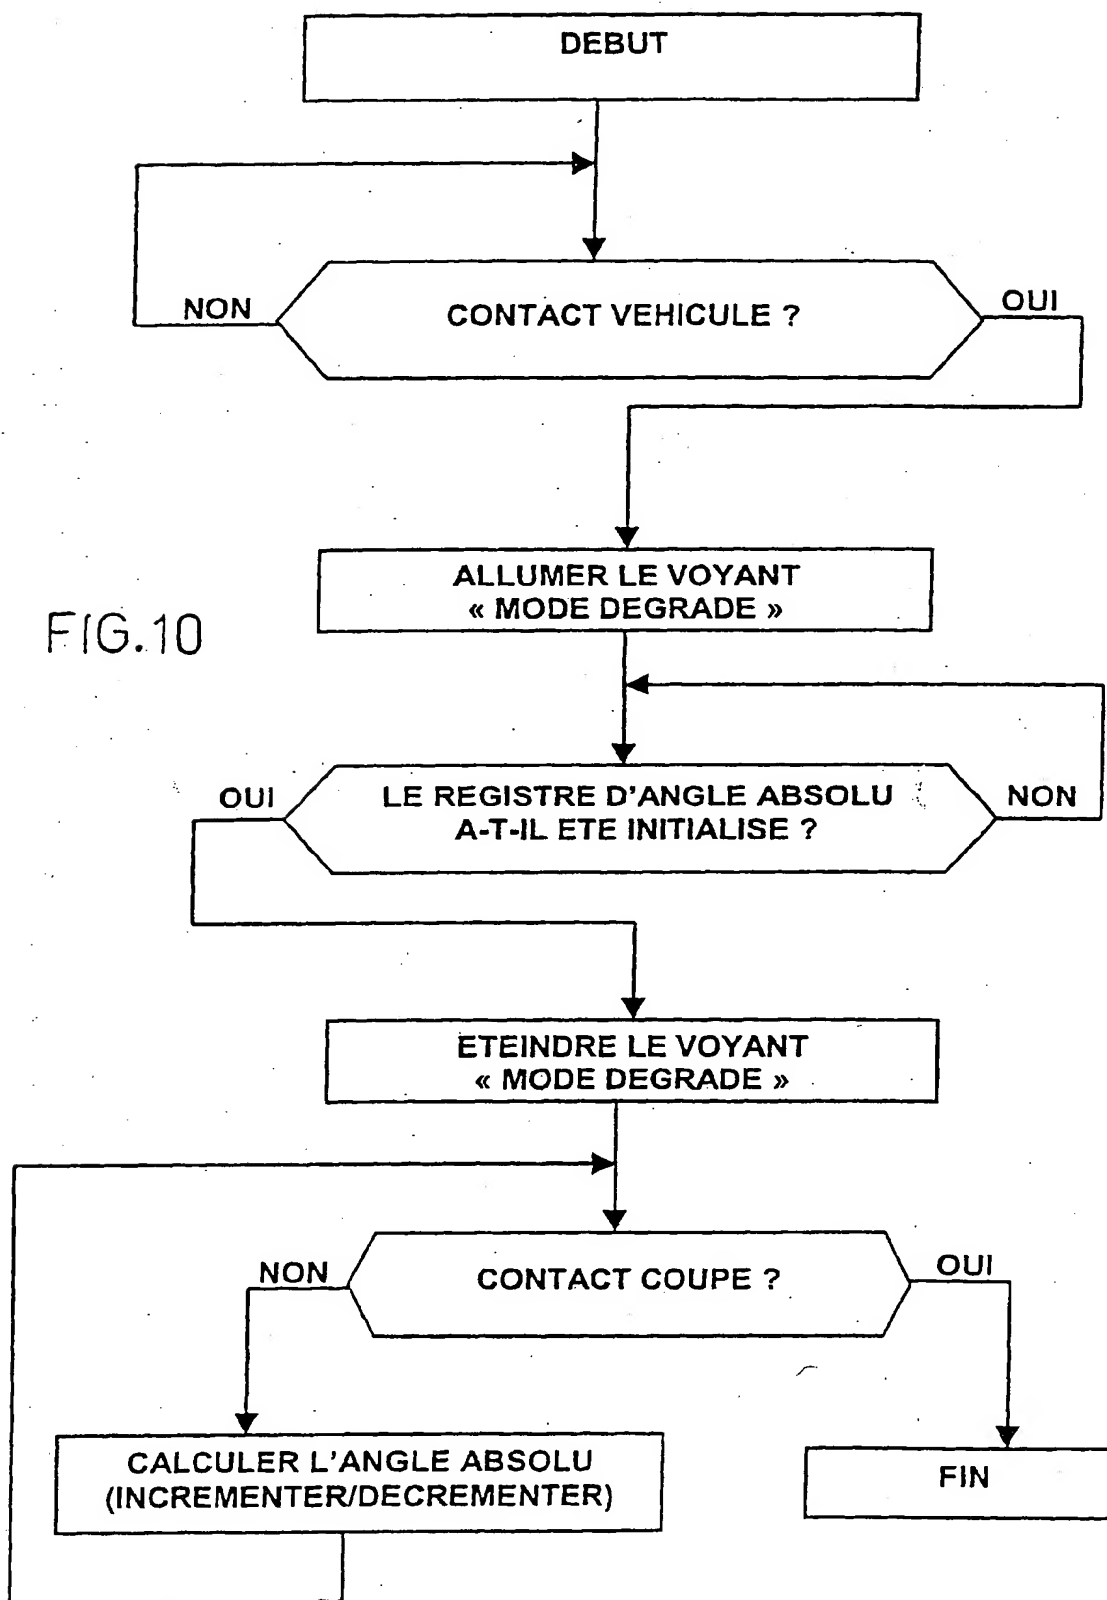 DEBUT
NON
CONTACT VEHICULE ?
OUI
ALLUMER LE VOYANT
« MODE DEGRADE »
FIG.10
OUI
LE REGISTRE D'ANGLE ABSOLU
A-T-IL ETE INITIALISE ?
NON
ETEINDRE LE VOYANT
« MODE DEGRADE »
NON
CONTACT COUPE ?
OUI
CALCULER L'ANGLE ABSOLU
(INCREMENTER/DECREMENTER)
FIN